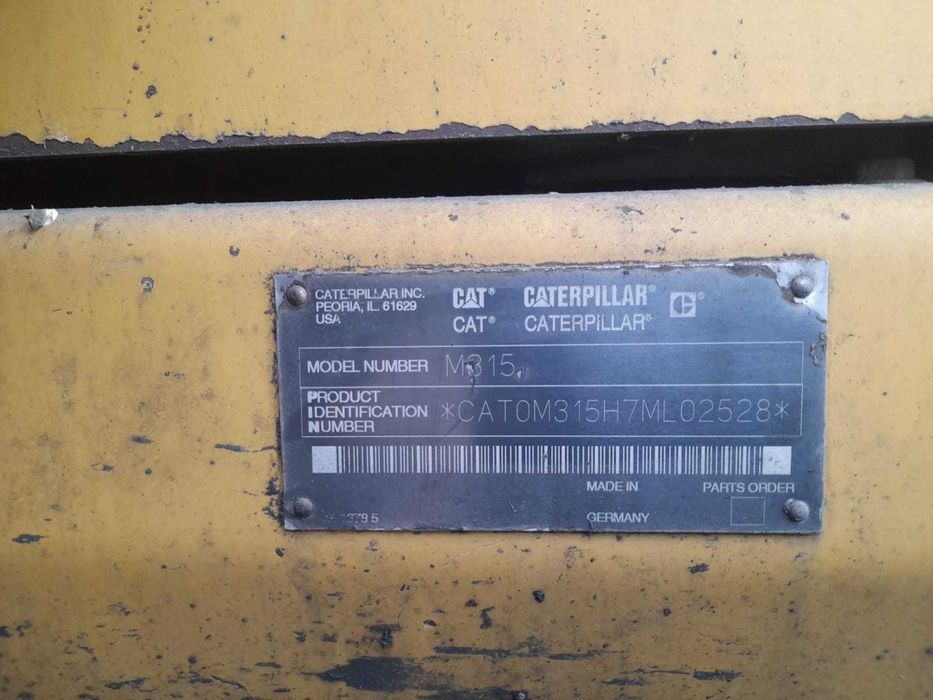 CATERPILLAR INC.
PEORIA, IL. 61629
USA
CAT® CATERPILLAR® C®
CAT® CATERPILLAR®
MODEL NUMBER M315
PRODUCT
IDENTIFICATION
NUMBER
*CAT0M315H7ML02528*
MADE IN
GERMANY
PARTS ORDER